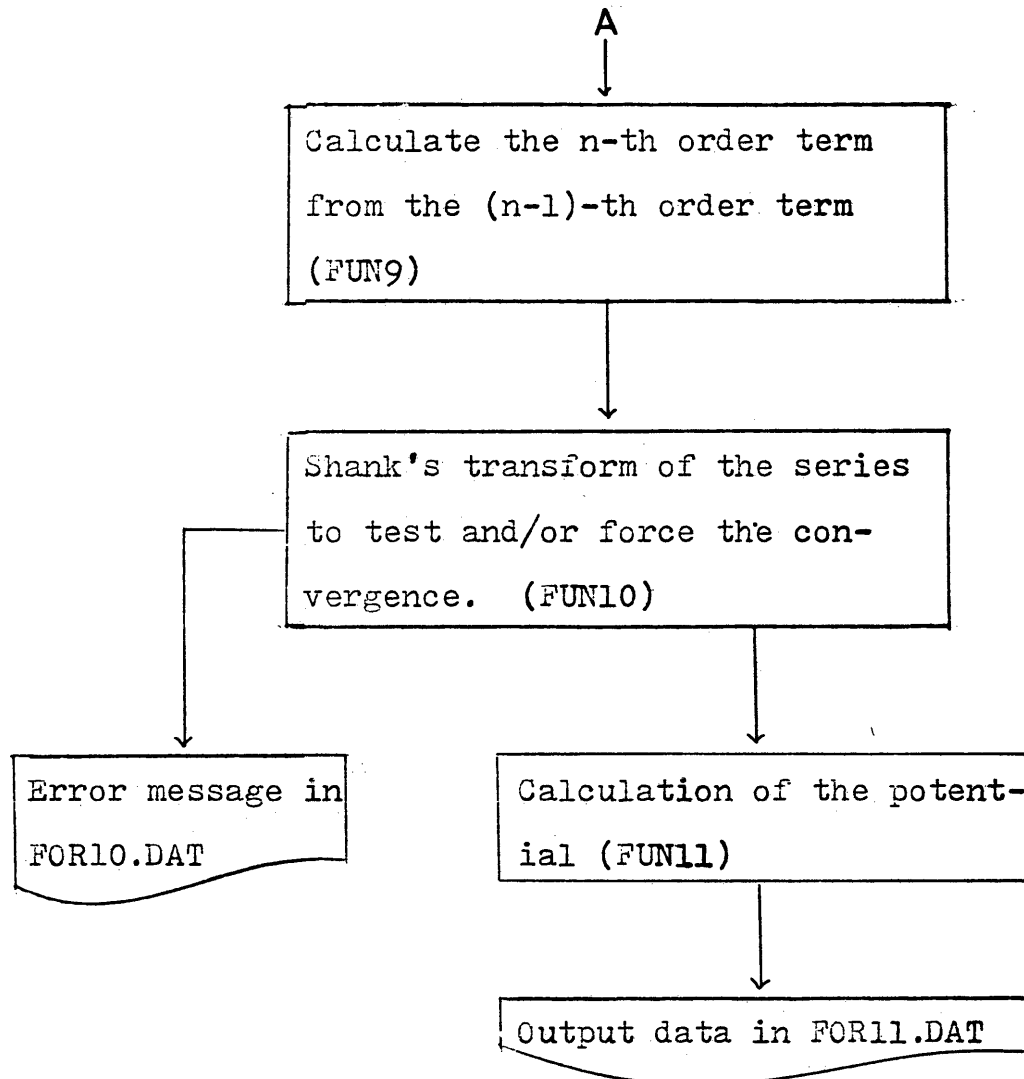 A
Calculate the n-th order term
from the (n-1)-th order term
(FUN9)
Shank's transform of the series
to test and/or force the con-
vergence. (FUN10)
Error message in
FOR10.DAT
Calculation of the potent-
ial (FUN11)
Output data in FOR11.DAT